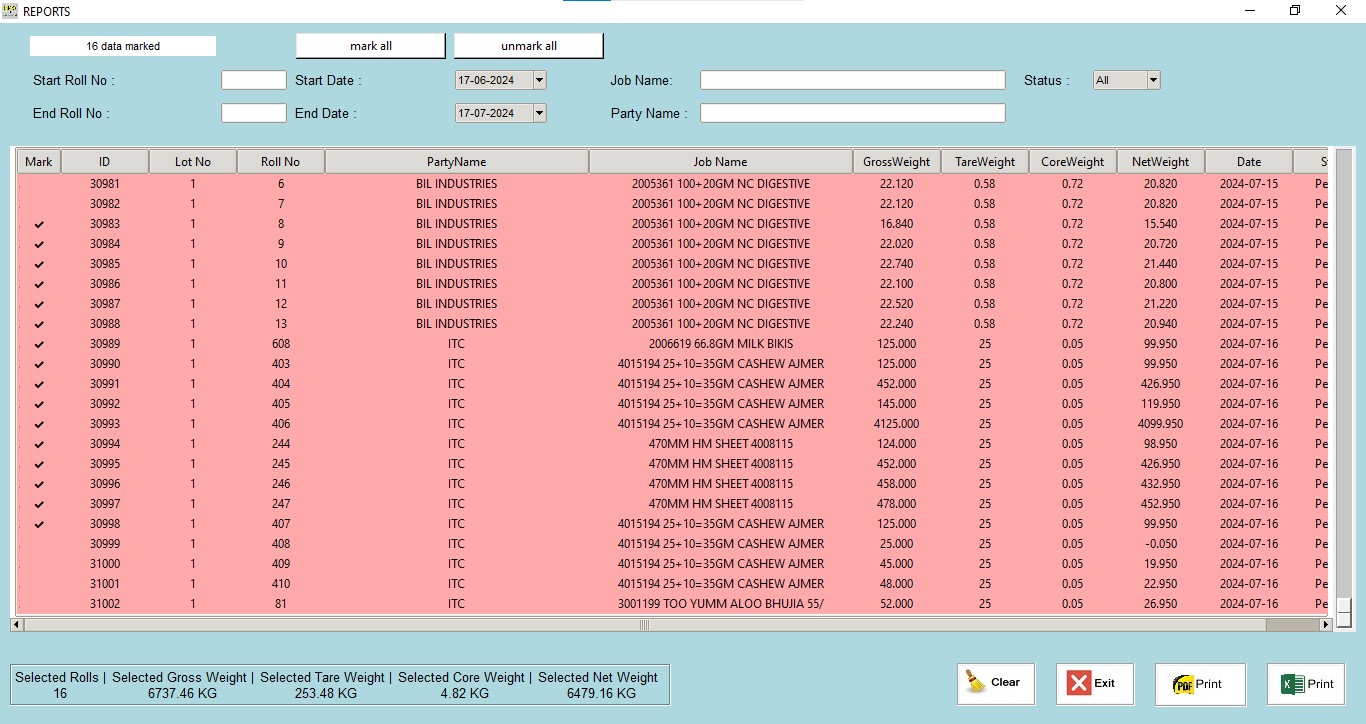 REPORTS
16 data marked mark all unmark all
Start Roll No : Start Date : 17-06-2024 Job Name: Status : All
End Roll No : End Date : 17-07-2024 Party Name :
Mark ID Lot No Roll No PartyName Job Name GrossWeight TareWeight CoreWeight NetWeight Date
30981 1 6 BIL INDUSTRIES 2005361 100+20GM NC DIGESTIVE 22.120 0.58 0.72 20.820 2024-07-15 Pe
30982 1 7 BIL INDUSTRIES 2005361 100+20GM NC DIGESTIVE 22.120 0.58 0.72 20.820 2024-07-15 Pe
✔ 30983 1 8 BIL INDUSTRIES 2005361 100+20GM NC DIGESTIVE 16.840 0.58 0.72 15.540 2024-07-15 Pe
✔ 30984 1 9 BIL INDUSTRIES 2005361 100+20GM NC DIGESTIVE 22.020 0.58 0.72 20.720 2024-07-15 Pe
✔ 30985 1 10 BIL INDUSTRIES 2005361 100+20GM NC DIGESTIVE 22.740 0.58 0.72 21.440 2024-07-15 Pe
✔ 30986 1 11 BIL INDUSTRIES 2005361 100+20GM NC DIGESTIVE 22.100 0.58 0.72 20.800 2024-07-15 Pe
✔ 30987 1 12 BIL INDUSTRIES 2005361 100+20GM NC DIGESTIVE 22.520 0.58 0.72 21.220 2024-07-15 Pe
✔ 30988 1 13 BIL INDUSTRIES 2005361 100+20GM NC DIGESTIVE 22.240 0.58 0.72 20.940 2024-07-15 Pe
✔ 30989 1 608 ITC 2006619 66.8GM MILK BIKIS 125.000 25 0.05 99.950 2024-07-16 Pe
✔ 30990 1 403 ITC 4015194 25+10=35GM CASHEW AJMER 125.000 25 0.05 99.950 2024-07-16 Pe
✔ 30991 1 404 ITC 4015194 25+10=35GM CASHEW AJMER 452.000 25 0.05 426.950 2024-07-16 Pe
✔ 30992 1 405 ITC 4015194 25+10=35GM CASHEW AJMER 145.000 25 0.05 119.950 2024-07-16 Pe
✔ 30993 1 406 ITC 4015194 25+10=35GM CASHEW AJMER 4125.000 25 0.05 4099.950 2024-07-16 Pe
✔ 30994 1 244 ITC 470MM HM SHEET 4008115 124.000 25 0.05 98.950 2024-07-16 Pe
✔ 30995 1 245 ITC 470MM HM SHEET 4008115 452.000 25 0.05 426.950 2024-07-16 Pe
✔ 30996 1 246 ITC 470MM HM SHEET 4008115 458.000 25 0.05 432.950 2024-07-16 Pe
✔ 30997 1 247 ITC 470MM HM SHEET 4008115 478.000 25 0.05 452.950 2024-07-16 Pe
✔ 30998 1 407 ITC 4015194 25+10=35GM CASHEW AJMER 125.000 25 0.05 99.950 2024-07-16 Pe
30999 1 408 ITC 4015194 25+10=35GM CASHEW AJMER 25.000 25 0.05 -0.050 2024-07-16 Pe
31000 1 409 ITC 4015194 25+10=35GM CASHEW AJMER 45.000 25 0.05 19.950 2024-07-16 Pe
31001 1 410 ITC 4015194 25+10=35GM CASHEW AJMER 48.000 25 0.05 22.950 2024-07-16 Pe
31002 1 81 ITC 3001199 TOO YUMM ALOO BHUJIA 55/ 52.000 25 0.05 26.950 2024-07-16 Pe
Selected Rolls | Selected Gross Weight | Selected Tare Weight | Selected Core Weight | Selected Net Weight
16 6737.46 KG 253.48 KG 4.82 KG 6479.16 KG
Clear Exit PDF Print Print